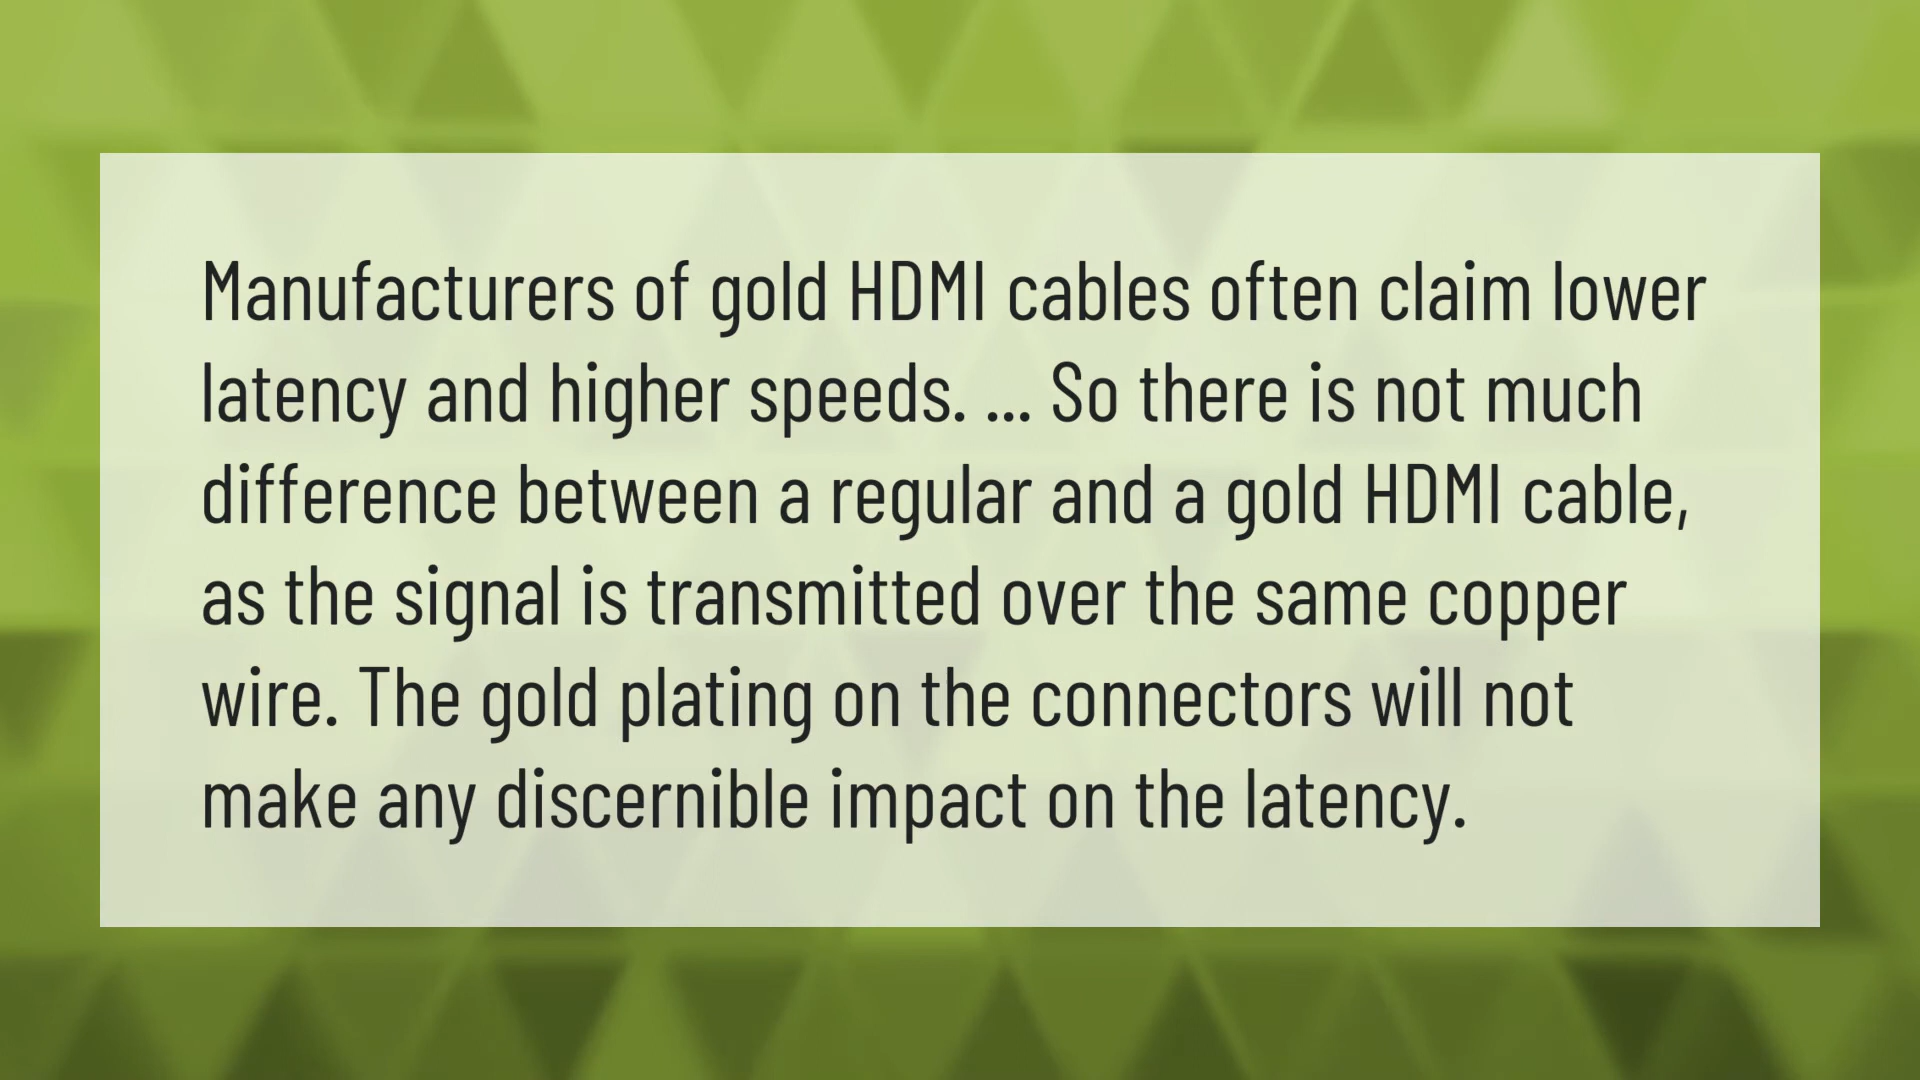 Manufacturers of gold HDMI cables often claim lower
latency and higher speeds. ... So there is not much
difference between a regular and a gold HDMI cable,
as the signal is transmitted over the same copper
wire. The gold plating on the connectors will not
make any discernible impact on the latency.